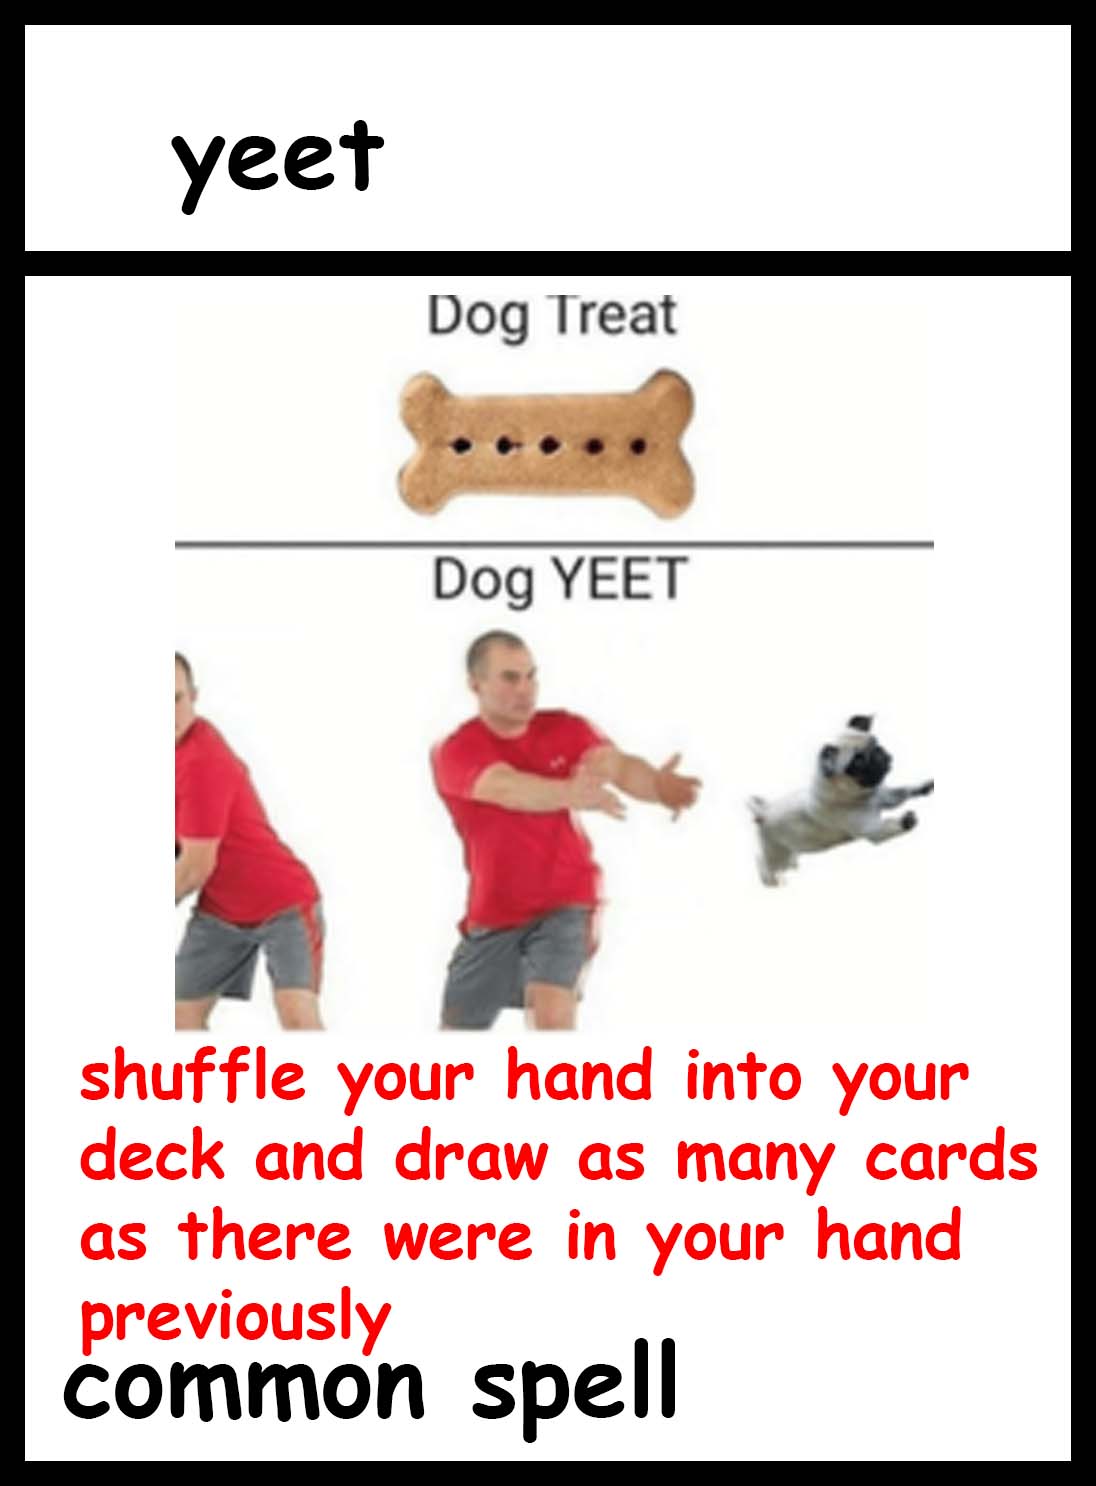 yeet
Dog Treat
Dog YEET
shuffle your hand into your
deck and draw as many cards
as there were in your hand
previously
common spell